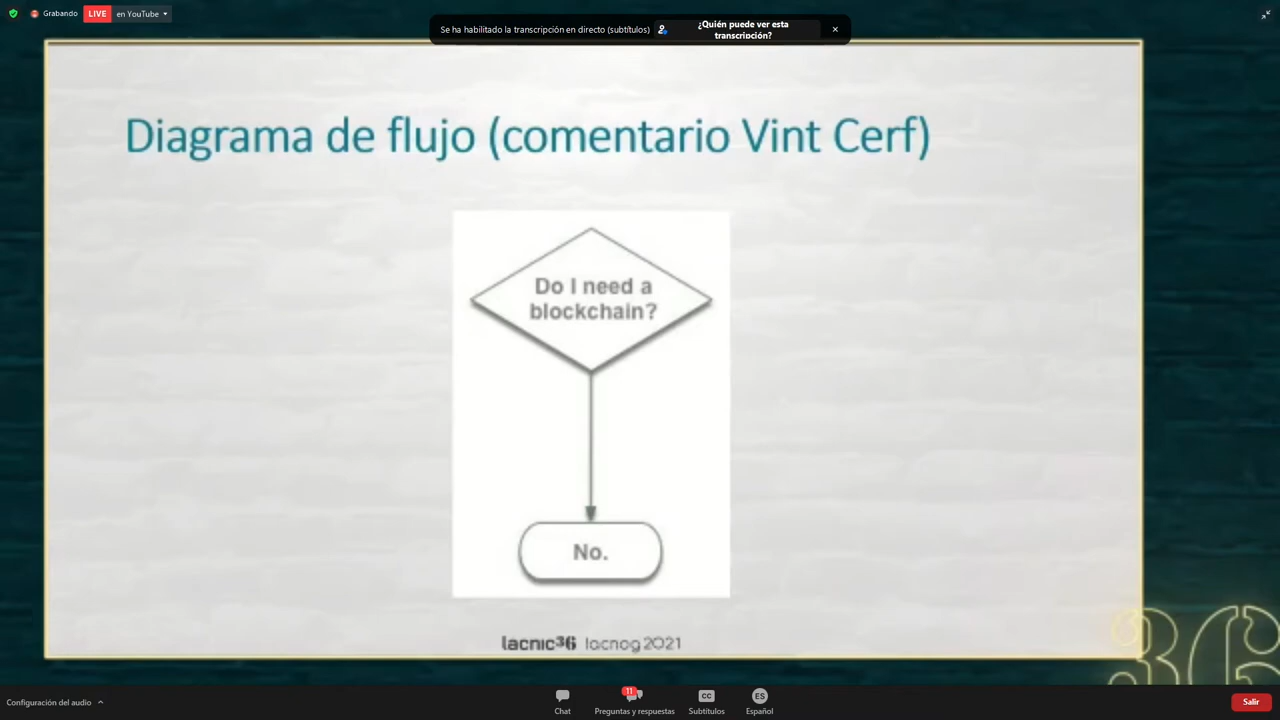 Grabando LIVE en YouTube
Se ha habilitado la transcripción en directo (subtítulos)
¿Quién puede ver esta
transcripción?
Diagrama de flujo (comentario Vint Cerf)
Do I need a
blockchain?
No.
lacnic36 lacnog2021
36
Configuración del audio
Chat
11
Preguntas y respuestas
CC
Subtítulos
ES
Español
Salir